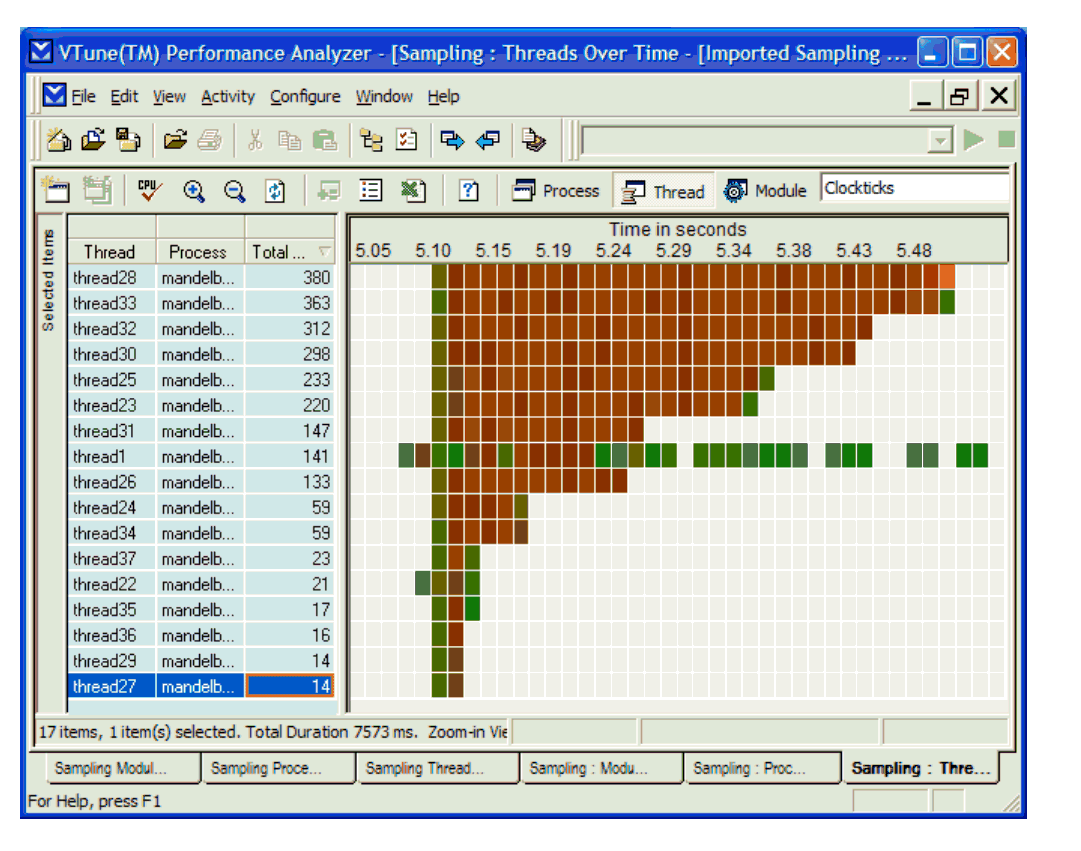 VTune(TM) Performance Analyzer - [Sampling : Threads Over Time - [Imported Sampling ...
File Edit View Activity Configure Window Help
CPU Process Thread Module Clockticks
Selected Items
Time in seconds
Thread Process Total ... 5.05 5.10 5.15 5.19 5.24 5.29 5.34 5.38 5.43 5.48
thread28 mandelb... 380
thread33 mandelb... 363
thread32 mandelb... 312
thread30 mandelb... 298
thread25 mandelb... 233
thread23 mandelb... 220
thread31 mandelb... 147
thread1 mandelb... 141
thread26 mandelb... 133
thread24 mandelb... 59
thread34 mandelb... 59
thread37 mandelb... 23
thread22 mandelb... 21
thread35 mandelb... 17
thread36 mandelb... 16
thread29 mandelb... 14
thread27 mandelb... 14
17 items, 1 item(s) selected. Total Duration 7573 ms. Zoom-in Vie
Sampling Modul... Sampling Proce... Sampling Thread... Sampling : Modu... Sampling : Proc... Sampling : Thre...
For Help, press F1